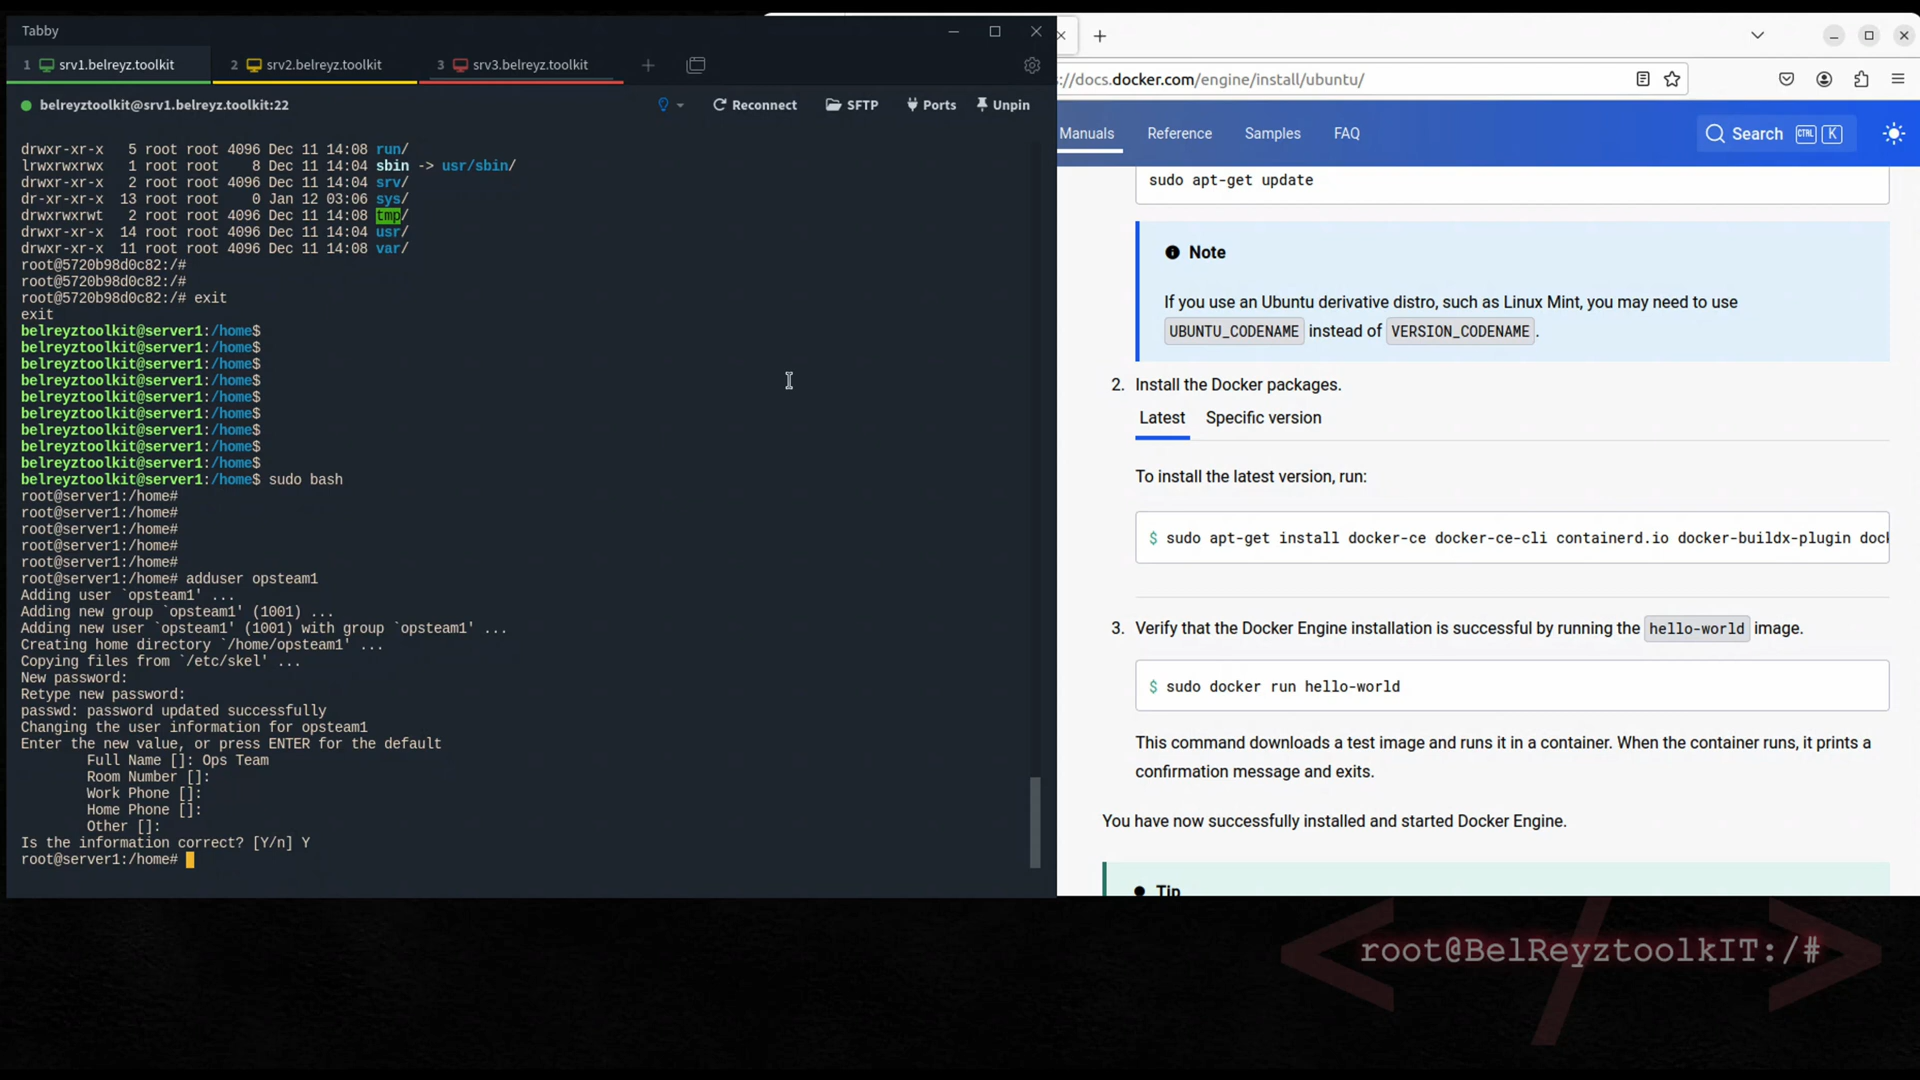 Tabby
1 srv1.belreyz.toolkit 2 srv2.belreyz.toolkit 3 srv3.belreyz.toolkit
belreyztoolkit@srv1.belreyz.toolkit:22 Reconnect SFTP Ports Unpin
drwxr-xr-x   5 root root 4096 Dec 11 14:08 run/
lrwxrwxrwx   1 root root    8 Dec 11 14:04 sbin -> usr/sbin/
drwxr-xr-x   2 root root 4096 Dec 11 14:04 srv/
dr-xr-xr-x  13 root root    0 Jan 12 03:06 sys/
drwxrwxrwt   2 root root 4096 Dec 11 14:08 tmp/
drwxr-xr-x  14 root root 4096 Dec 11 14:04 usr/
drwxr-xr-x  11 root root 4096 Dec 11 14:08 var/
root@5720b98d0c82:/#
root@5720b98d0c82:/#
root@5720b98d0c82:/# exit
exit
belreyztoolkit@server1:/home$
belreyztoolkit@server1:/home$
belreyztoolkit@server1:/home$
belreyztoolkit@server1:/home$
belreyztoolkit@server1:/home$
belreyztoolkit@server1:/home$
belreyztoolkit@server1:/home$
belreyztoolkit@server1:/home$
belreyztoolkit@server1:/home$
belreyztoolkit@server1:/home$ sudo bash
root@server1:/home#
root@server1:/home#
root@server1:/home#
root@server1:/home#
root@server1:/home#
root@server1:/home# adduser opsteam1
Adding user `opsteam1' ...
Adding new group `opsteam1' (1001) ...
Adding new user `opsteam1' (1001) with group `opsteam1' ...
Creating home directory `/home/opsteam1' ...
Copying files from `/etc/skel' ...
New password:
Retype new password:
passwd: password updated successfully
Changing the user information for opsteam1
Enter the new value, or press ENTER for the default
Full Name []: Ops Team
Room Number []:
Work Phone []:
Home Phone []:
Other []:
Is the information correct? [Y/n] Y
root@server1:/home#
://docs.docker.com/engine/install/ubuntu/
Manuals Reference Samples FAQ Search CTRL K
sudo apt-get update
Note
If you use an Ubuntu derivative distro, such as Linux Mint, you may need to use
UBUNTU_CODENAME instead of VERSION_CODENAME.
2. Install the Docker packages.
Latest Specific version
To install the latest version, run:
$ sudo apt-get install docker-ce docker-ce-cli containerd.io docker-buildx-plugin dock
3. Verify that the Docker Engine installation is successful by running the hello-world image.
$ sudo docker run hello-world
This command downloads a test image and runs it in a container. When the container runs, it prints a
confirmation message and exits.
You have now successfully installed and started Docker Engine.
Tip
root@BelReyztoolkIT:/#